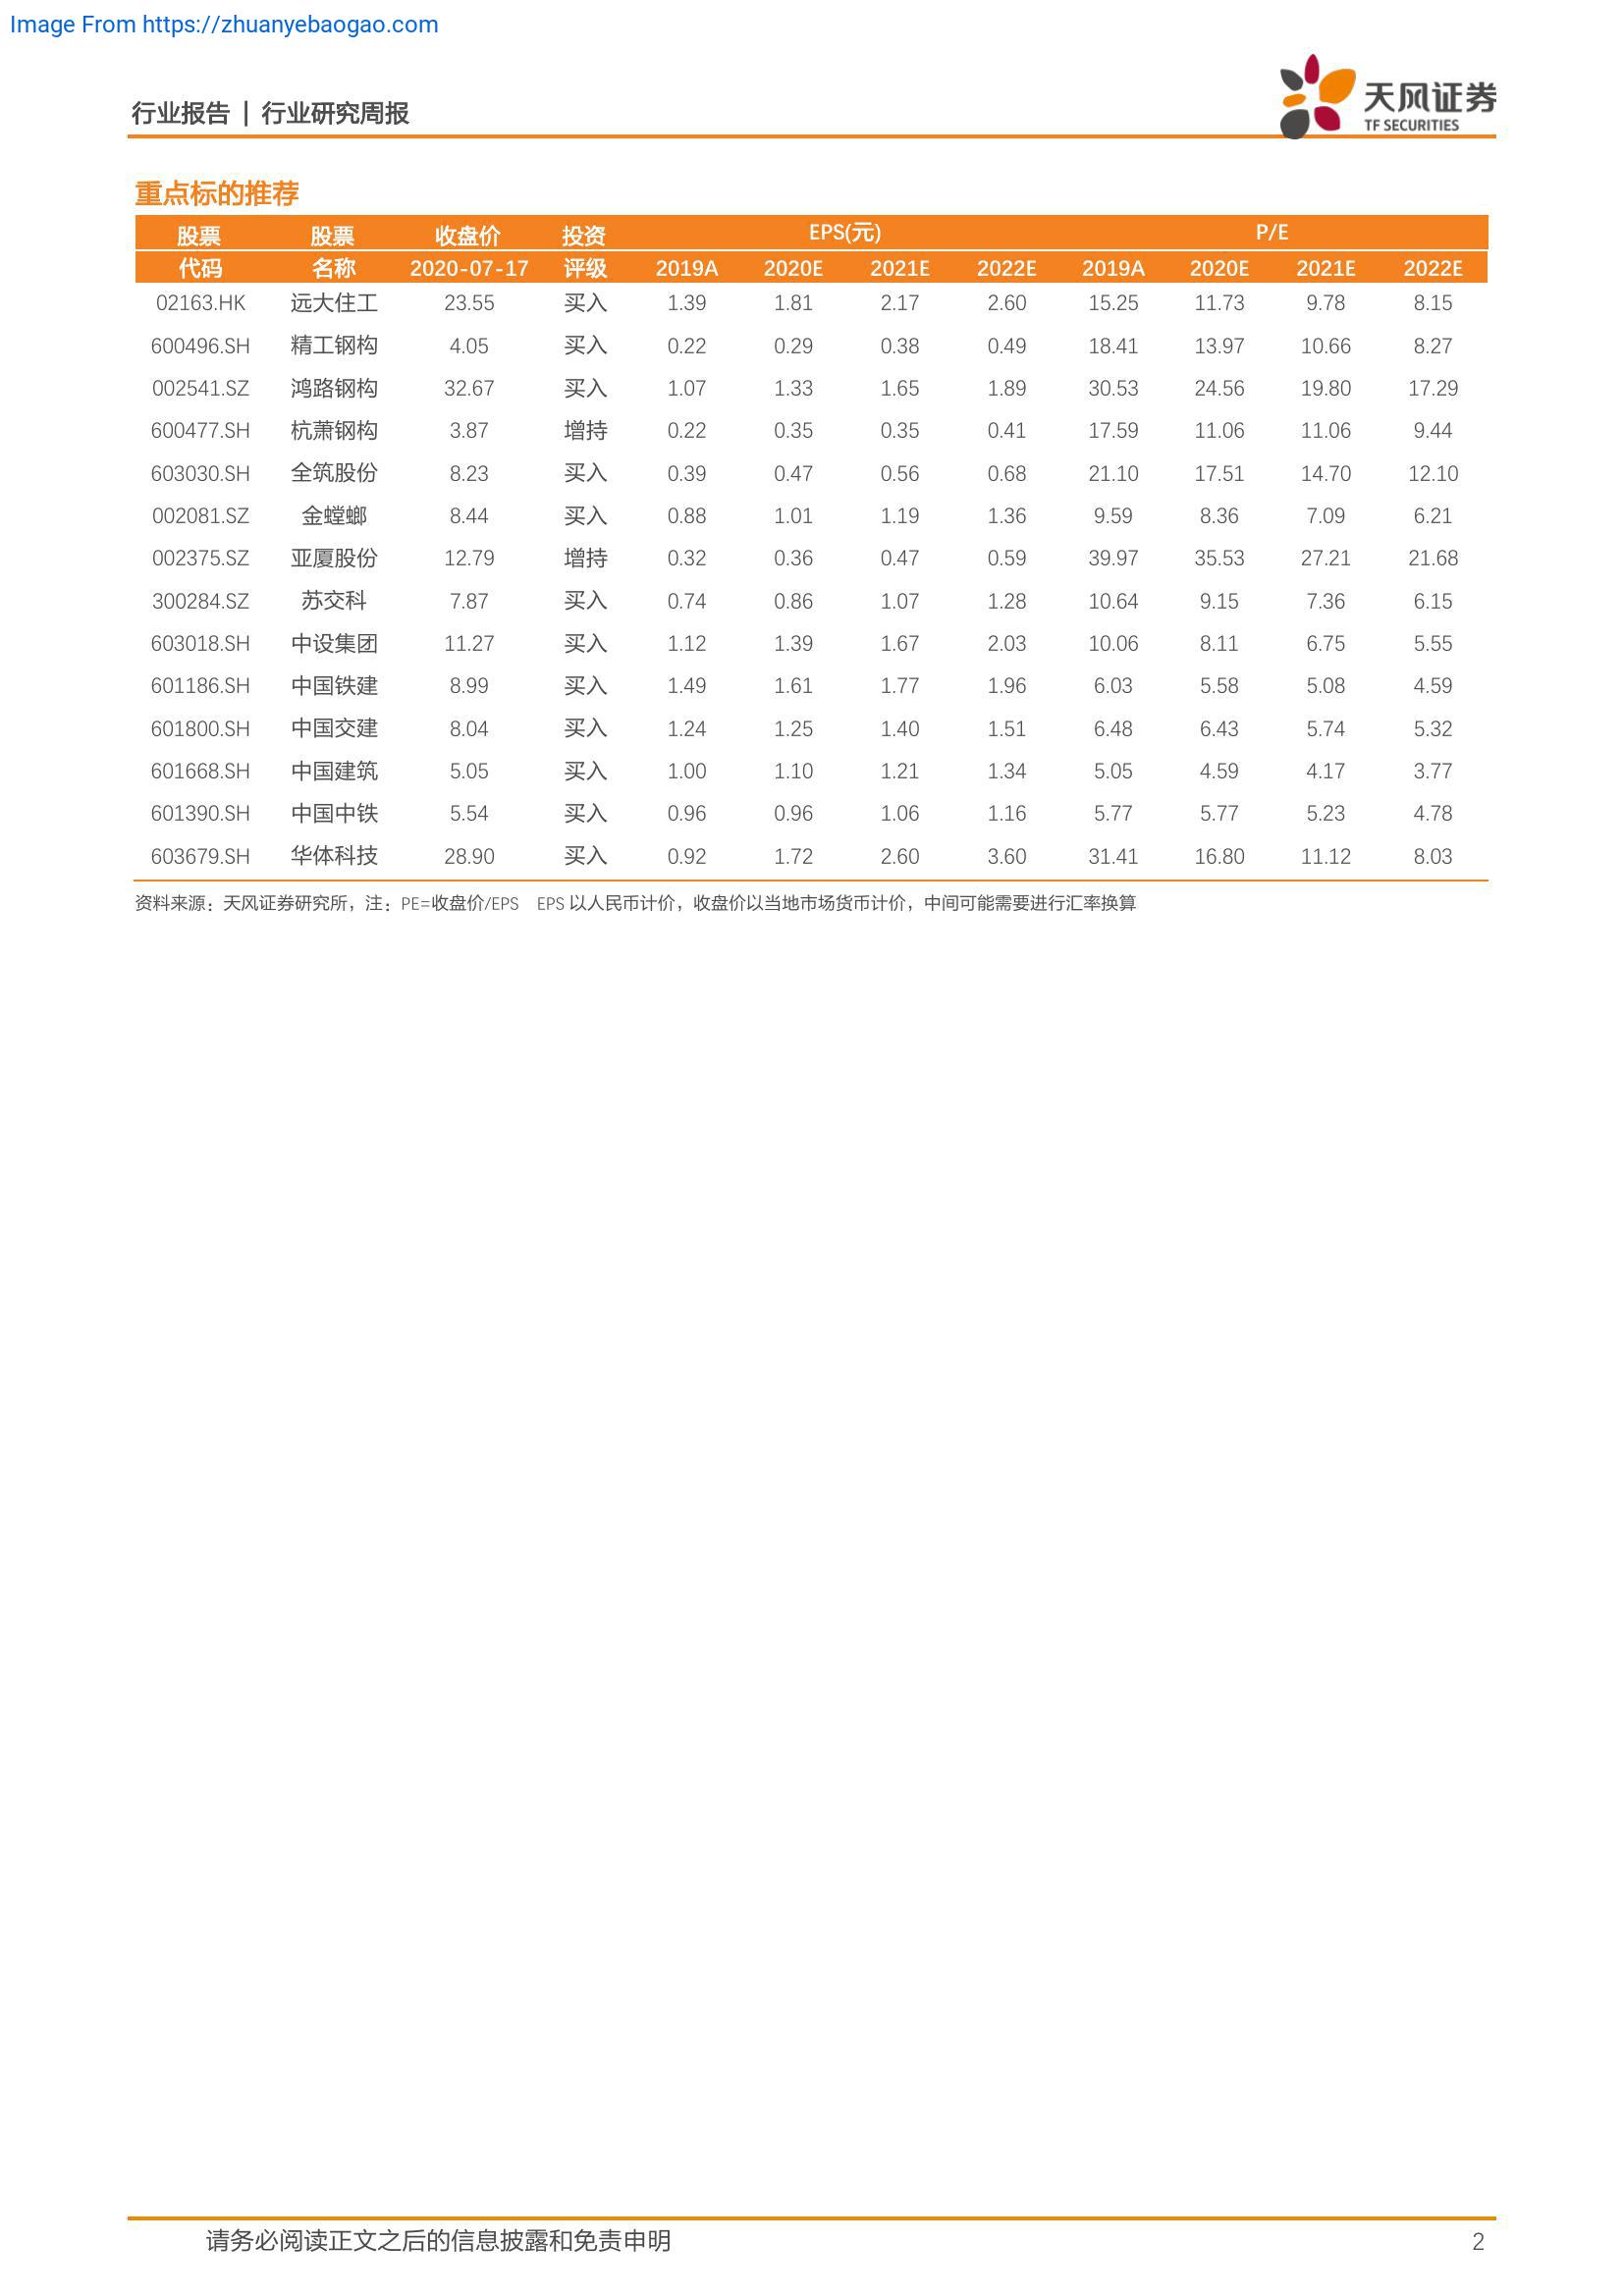 Image From https://zhuanyebaogao.com
行业报告 | 行业研究周报
天风证券
TF SECURITIES
重点标的推荐
股票 股票 收盘价 投资 EPS(元) P/E
代码 名称 2020-07-17 评级 2019A 2020E 2021E 2022E 2019A 2020E 2021E 2022E
02163.HK 远大住工 23.55 买入 1.39 1.81 2.17 2.60 15.25 11.73 9.78 8.15
600496.SH 精工钢构 4.05 买入 0.22 0.29 0.38 0.49 18.41 13.97 10.66 8.27
002541.SZ 鸿路钢构 32.67 买入 1.07 1.33 1.65 1.89 30.53 24.56 19.80 17.29
600477.SH 杭萧钢构 3.87 增持 0.22 0.35 0.35 0.41 17.59 11.06 11.06 9.44
603030.SH 全筑股份 8.23 买入 0.39 0.47 0.56 0.68 21.10 17.51 14.70 12.10
002081.SZ 金螳螂 8.44 买入 0.88 1.01 1.19 1.36 9.59 8.36 7.09 6.21
002375.SZ 亚厦股份 12.79 增持 0.32 0.36 0.47 0.59 39.97 35.53 27.21 21.68
300284.SZ 苏交科 7.87 买入 0.74 0.86 1.07 1.28 10.64 9.15 7.36 6.15
603018.SH 中设集团 11.27 买入 1.12 1.39 1.67 2.03 10.06 8.11 6.75 5.55
601186.SH 中国铁建 8.99 买入 1.49 1.61 1.77 1.96 6.03 5.58 5.08 4.59
601800.SH 中国交建 8.04 买入 1.24 1.25 1.40 1.51 6.48 6.43 5.74 5.32
601668.SH 中国建筑 5.05 买入 1.00 1.10 1.21 1.34 5.05 4.59 4.17 3.77
601390.SH 中国中铁 5.54 买入 0.96 0.96 1.06 1.16 5.77 5.77 5.23 4.78
603679.SH 华体科技 28.90 买入 0.92 1.72 2.60 3.60 31.41 16.80 11.12 8.03
资料来源：天风证券研究所，注：PE=收盘价/EPS EPS 以人民币计价，收盘价以当地市场货币计价，中间可能需要进行汇率换算
请务必阅读正文之后的信息披露和免责申明 2